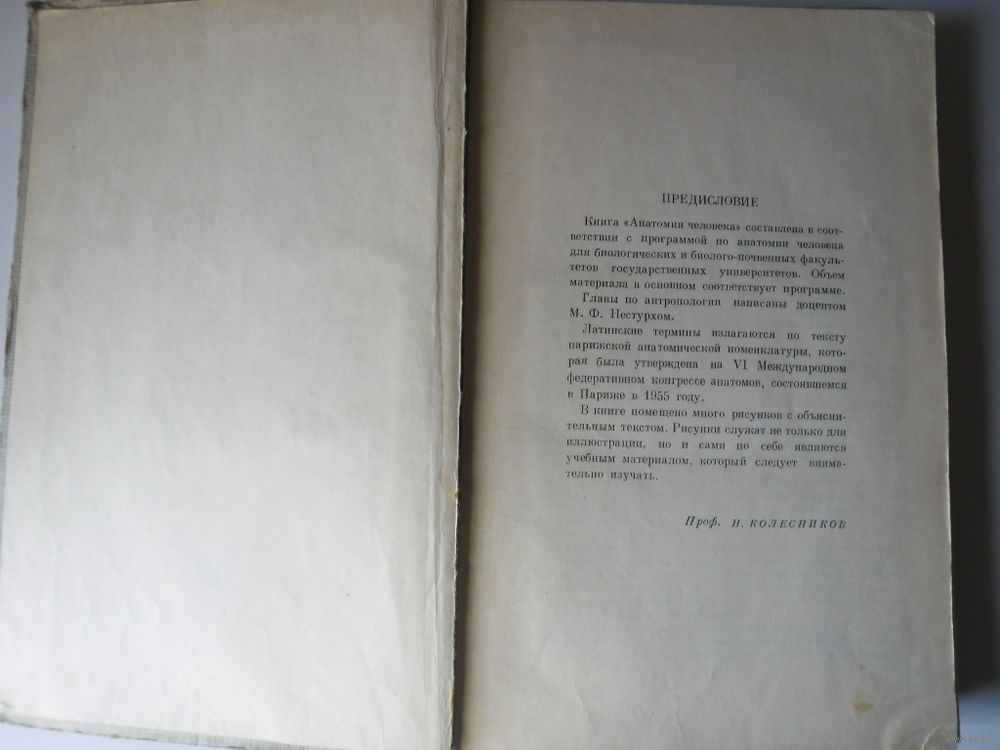 ПРЕДИСЛОВИЕ
Книга «Анатомия человека» составлена в соот-
ветствии с программой по анатомии человека
для биологических и биолого-почвенных факуль-
тетов государственных университетов. Объем
материала в основном соответствует программе.
Главы по антропологии написаны доцентом
М. Ф. Нестурхом.
Латинские термины излагаются по тексту
парижской анатомической номенклатуры, кото-
рая была утверждена на VI Международном
федеративном конгрессе анатомов, состоявшемся
в Париже в 1955 году.
В книге помещено много рисунков с объясни-
тельным текстом. Рисунки служат не только для
иллюстрации, но и сами по себе являются
учебным материалом, который следует внима-
тельно изучать.
Проф. Н. КОЛЕСНИКОВ